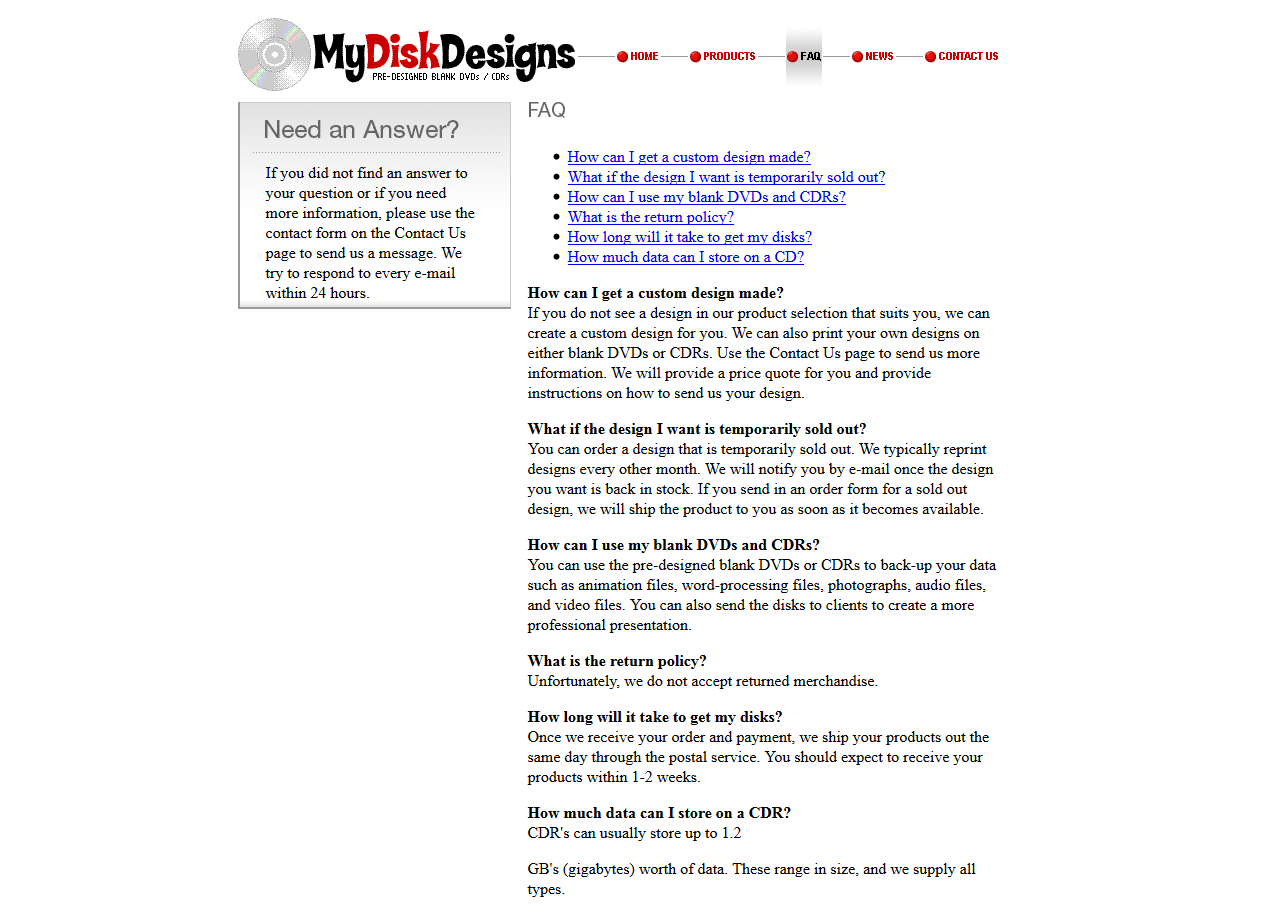 MyDiskDesigns
PRE-DESIGNED BLANK DVDs / CDRs
HOME
PRODUCTS
FAQ
NEWS
CONTACT US
Need an Answer?
If you did not find an answer to
your question or if you need
more information, please use the
contact form on the Contact Us
page to send us a message. We
try to respond to every e-mail
within 24 hours.
FAQ
How can I get a custom design made?
What if the design I want is temporarily sold out?
How can I use my blank DVDs and CDRs?
What is the return policy?
How long will it take to get my disks?
How much data can I store on a CD?
How can I get a custom design made?
If you do not see a design in our product selection that suits you, we can
create a custom design for you. We can also print your own designs on
either blank DVDs or CDRs. Use the Contact Us page to send us more
information. We will provide a price quote for you and provide
instructions on how to send us your design.
What if the design I want is temporarily sold out?
You can order a design that is temporarily sold out. We typically reprint
designs every other month. We will notify you by e-mail once the design
you want is back in stock. If you send in an order form for a sold out
design, we will ship the product to you as soon as it becomes available.
How can I use my blank DVDs and CDRs?
You can use the pre-designed blank DVDs or CDRs to back-up your data
such as animation files, word-processing files, photographs, audio files,
and video files. You can also send the disks to clients to create a more
professional presentation.
What is the return policy?
Unfortunately, we do not accept returned merchandise.
How long will it take to get my disks?
Once we receive your order and payment, we ship your products out the
same day through the postal service. You should expect to receive your
products within 1-2 weeks.
How much data can I store on a CDR?
CDR's can usually store up to 1.2
GB's (gigabytes) worth of data. These range in size, and we supply all
types.